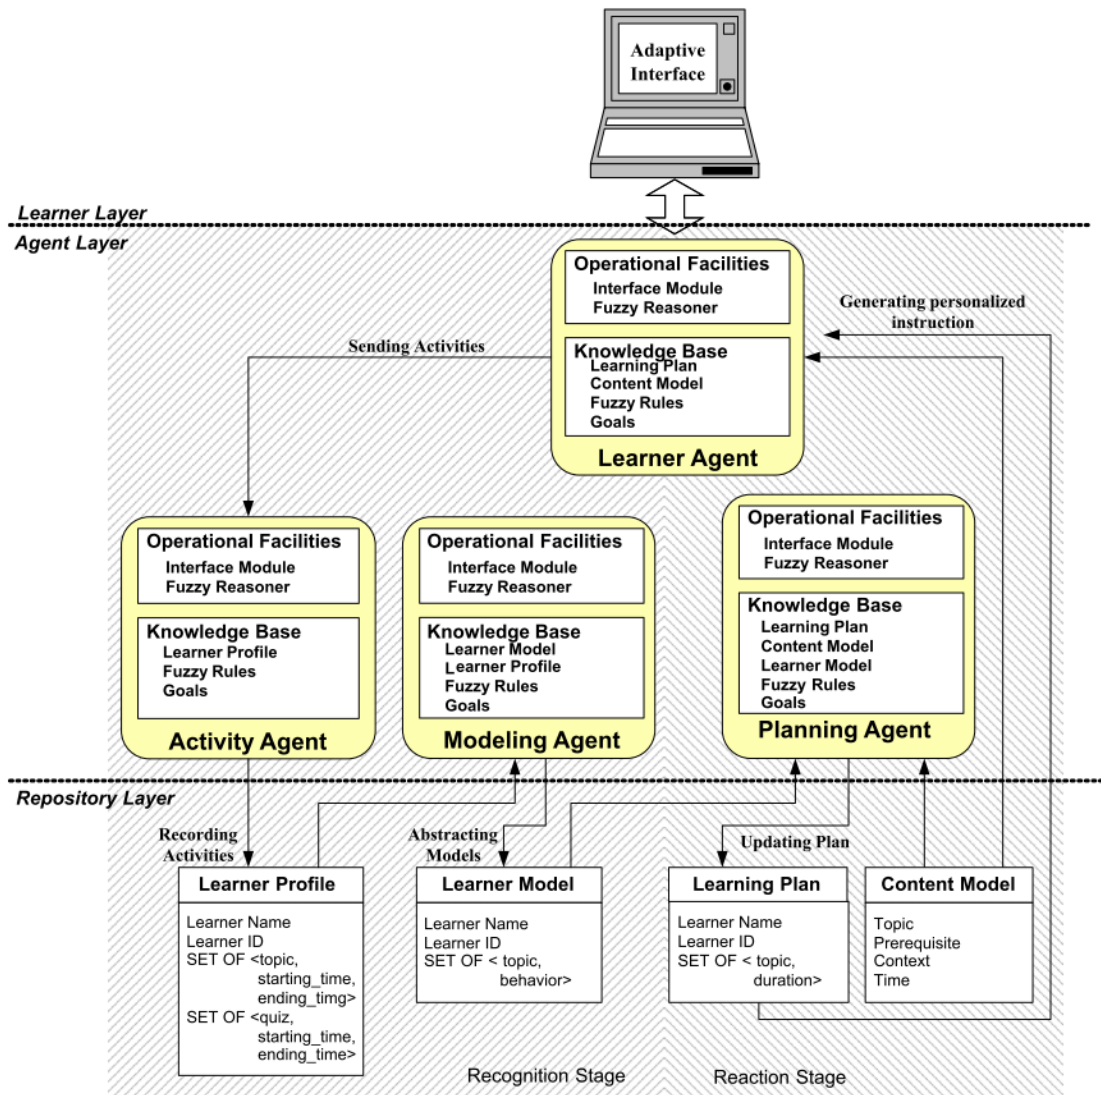 Adaptive
Interface
Learner Layer
Agent Layer
Operational Facilities
Interface Module
Fuzzy Reasoner
Knowledge Base
Learning Plan
Content Model
Fuzzy Rules
Goals
Learner Agent
Generating personalized
instruction
Sending Activities
Operational Facilities
Interface Module
Fuzzy Reasoner
Knowledge Base
Learner Profile
Fuzzy Rules
Goals
Activity Agent
Operational Facilities
Interface Module
Fuzzy Reasoner
Knowledge Base
Learner Model
Learner Profile
Fuzzy Rules
Goals
Modeling Agent
Operational Facilities
Interface Module
Fuzzy Reasoner
Knowledge Base
Learning Plan
Content Model
Learner Model
Fuzzy Rules
Goals
Planning Agent
Repository Layer
Recording
Activities
Abstracting
Models
Updating Plan
Learner Profile
Learner Name
Learner ID
SET OF <topic,
starting_time,
ending_timg>
SET OF <quiz,
starting_time,
ending_time>
Learner Model
Learner Name
Learner ID
SET OF < topic,
behavior>
Learning Plan
Learner Name
Learner ID
SET OF < topic,
duration>
Content Model
Topic
Prerequisite
Context
Time
Recognition Stage
Reaction Stage